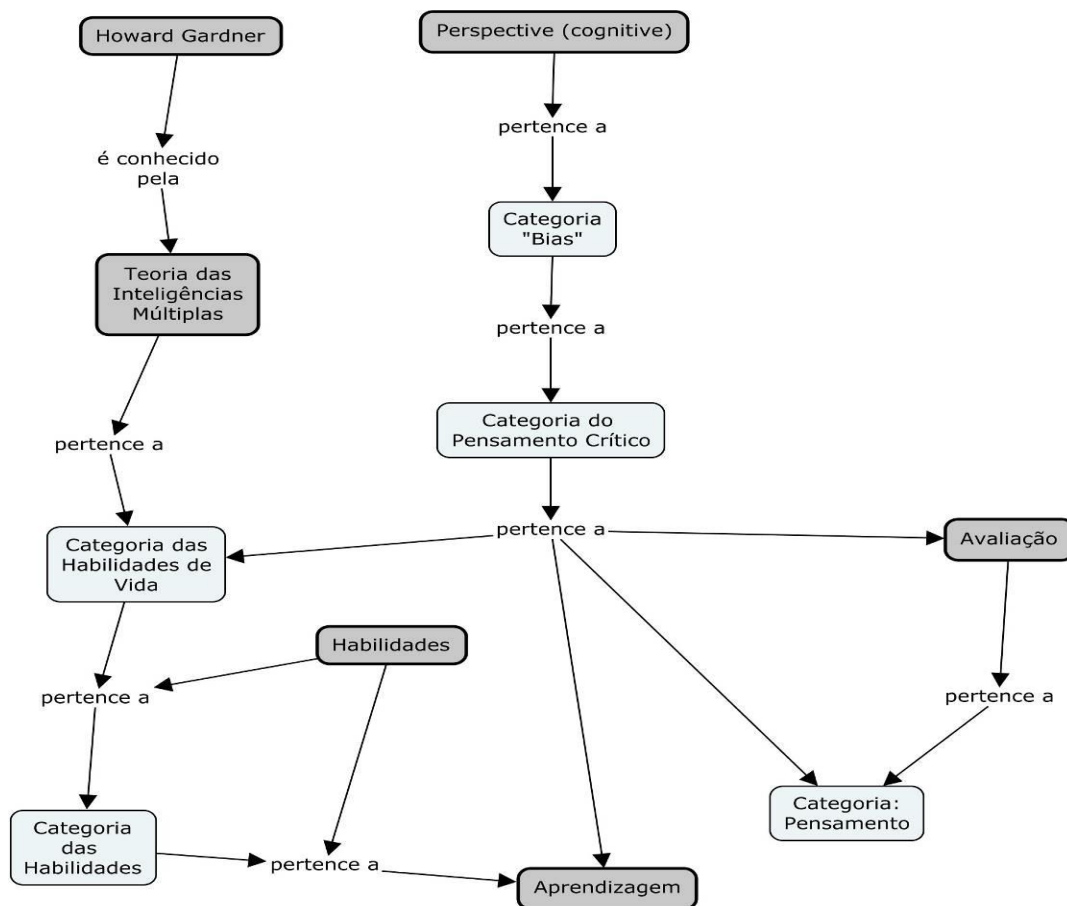 Howard Gardner
Perspective (cognitive)
pertence a
é conhecido
pela
Categoria
"Bias"
Teoria das
Inteligências
Múltiplas
pertence a
Categoria do
Pensamento Crítico
pertence a
pertence a
Categoria das
Habilidades de
Vida
Avaliação
Habilidades
pertence a
pertence a
Categoria
das
Habilidades
Categoria:
Pensamento
pertence a
Aprendizagem